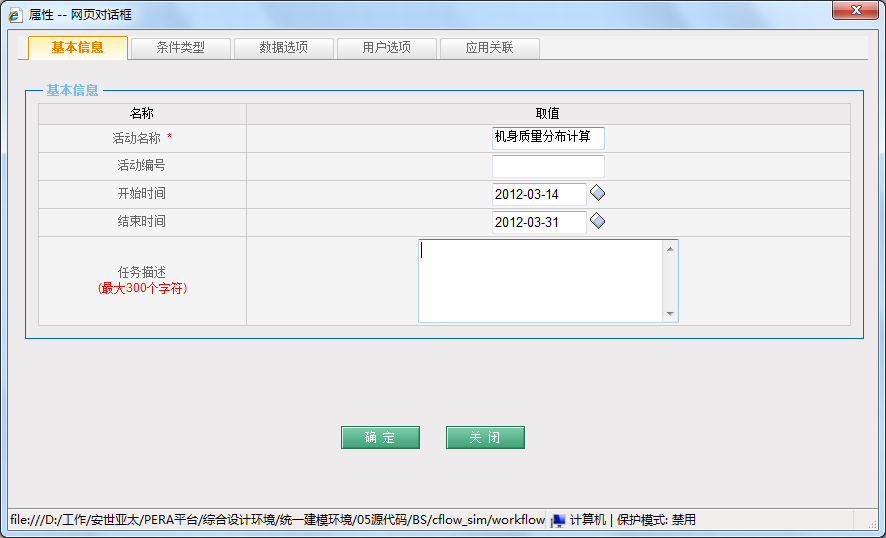 属性 -- 网页对话框
基本信息 条件类型 数据选项 用户选项 应用关联
基本信息
名称 取值
活动名称 * 机身质量分布计算
活动编号
开始时间 2012-03-14
结束时间 2012-03-31
任务描述
(最大300个字符)
确 定 关 闭
file:///D:/工作/安世亚太/PERA平台/综合设计环境/统一建模环境/05源代码/BS/cflow_sim/workflow 计算机 | 保护模式: 禁用